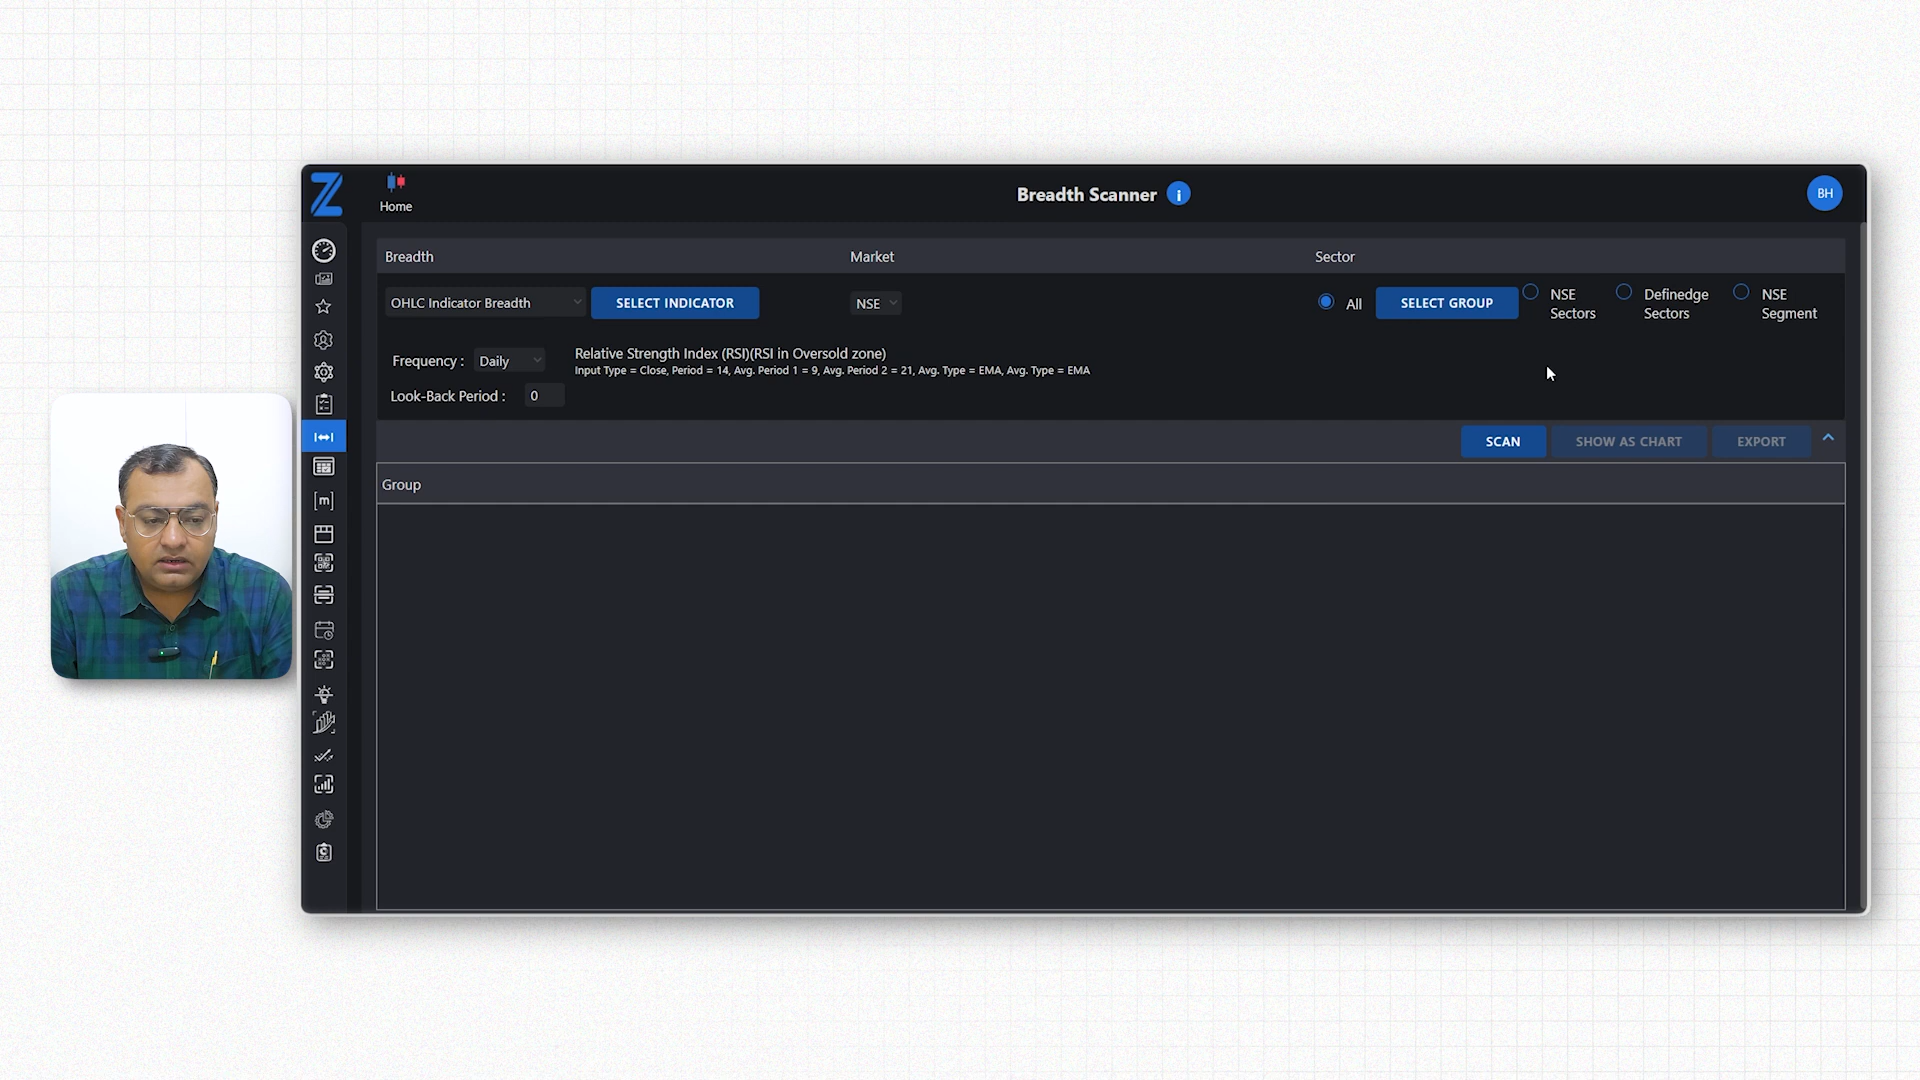 Home
Breadth Scanner
BH
Breadth
Market
Sector
OHLC Indicator Breadth
SELECT INDICATOR
NSE
All
SELECT GROUP
NSE
Sectors
Definedge
Sectors
NSE
Segment
Frequency :
Daily
Relative Strength Index (RSI)(RSI in Oversold zone)
Input Type = Close, Period = 14, Avg. Period 1 = 9, Avg. Period 2 = 21, Avg. Type = EMA, Avg. Type = EMA
Look-Back Period :
0
SCAN
SHOW AS CHART
EXPORT
Group